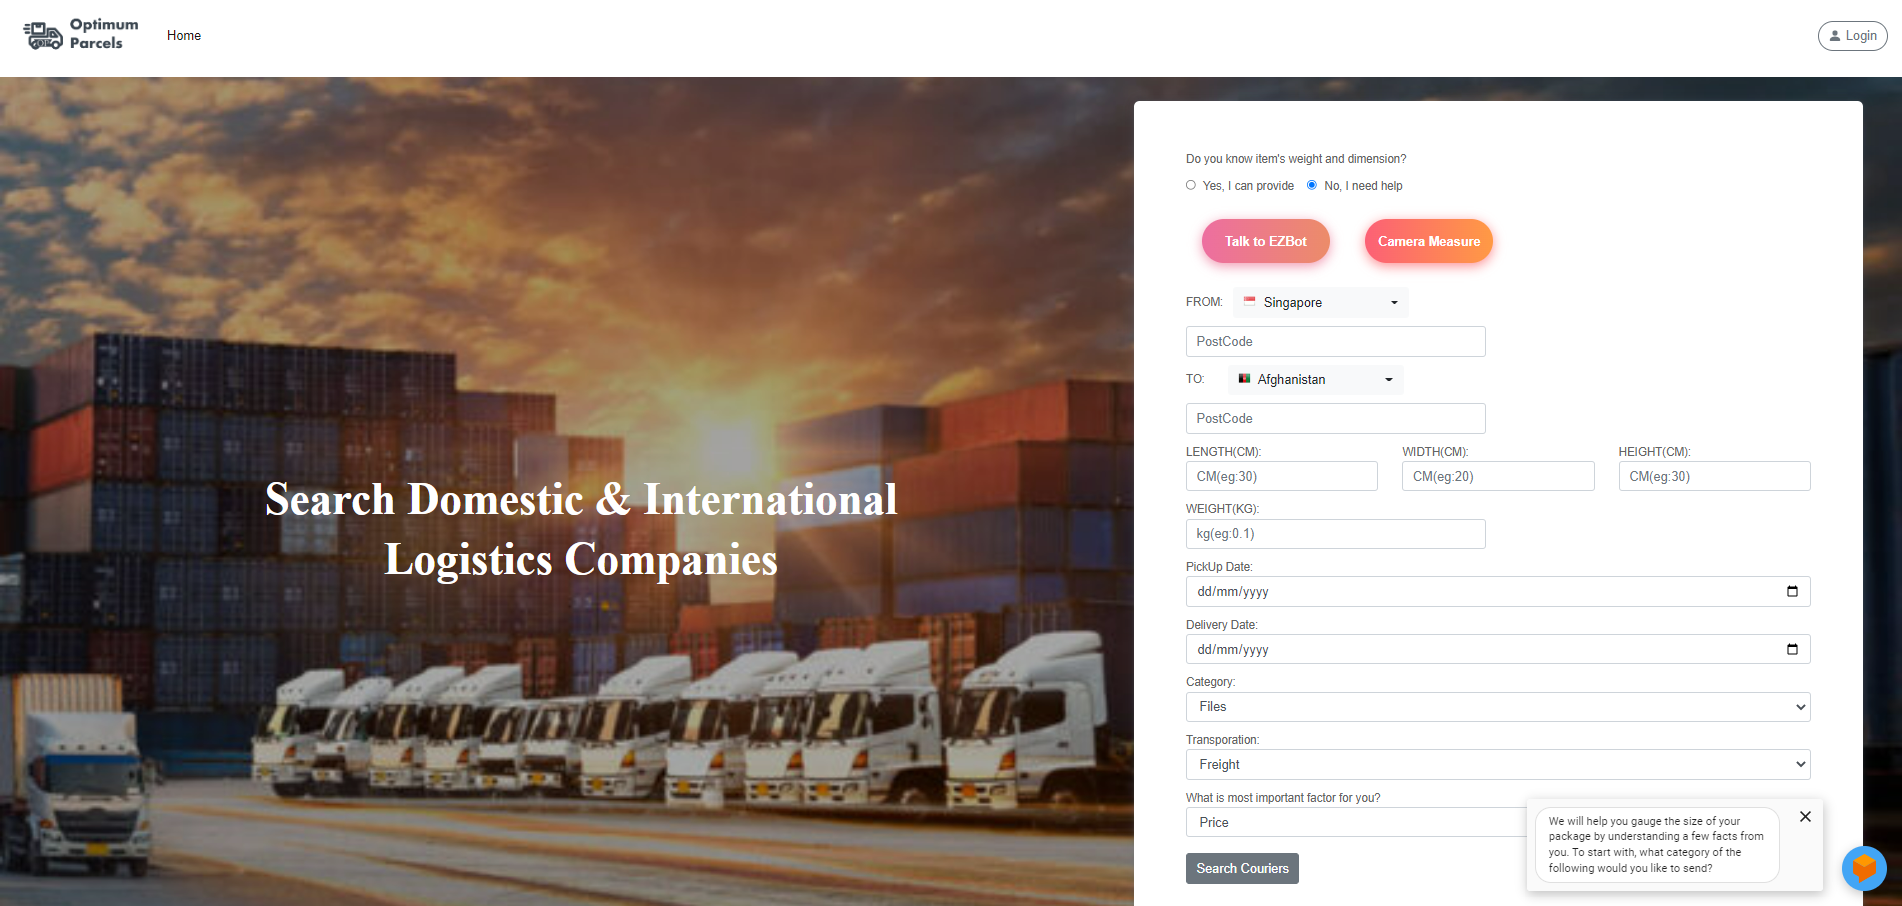 Optimum
Parcels
Home
Login
Do you know item's weight and dimension?
Yes, I can provide
No, I need help
Talk to EZBot
Camera Measure
FROM:
Singapore
PostCode
TO:
Afghanistan
PostCode
LENGTH(CM):
WIDTH(CM):
HEIGHT(CM):
CM(eg:30)
CM(eg:20)
CM(eg:30)
WEIGHT(KG):
kg(eg:0.1)
PickUp Date:
dd/mm/yyyy
Delivery Date:
dd/mm/yyyy
Category:
Files
Transporation:
Freight
What is most important factor for you?
Price
Search Couriers
Search Domestic & International
Logistics Companies
We will help you gauge the size of your
package by understanding a few facts from
you. To start with, what category of the
following would you like to send?